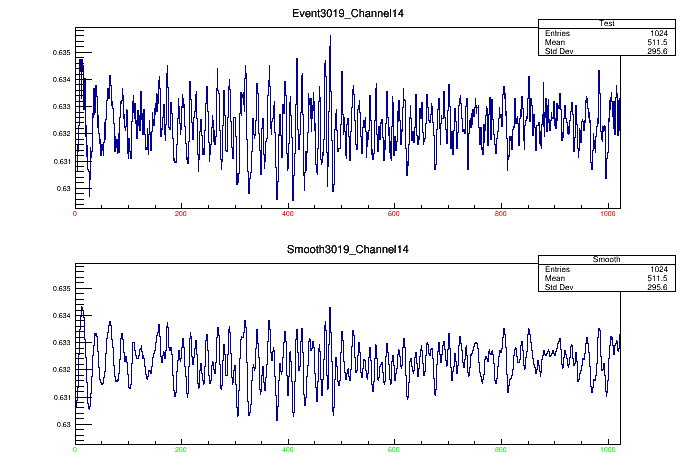 Event3019_Channel14
Test
Entries 1024
Mean 511.5
Std Dev 295.6
0.635
0.634
0.633
0.632
0.631
0.63
0 200 400 600 800 1000
Smooth3019_Channel14
Smooth
Entries 1024
Mean 511.5
Std Dev 295.6
0.635
0.634
0.633
0.632
0.631
0.63
0 200 400 600 800 1000